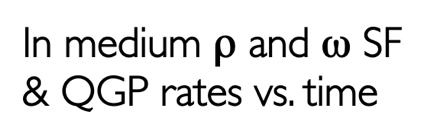 In medium ρ and ω SF
& QGP rates vs. time